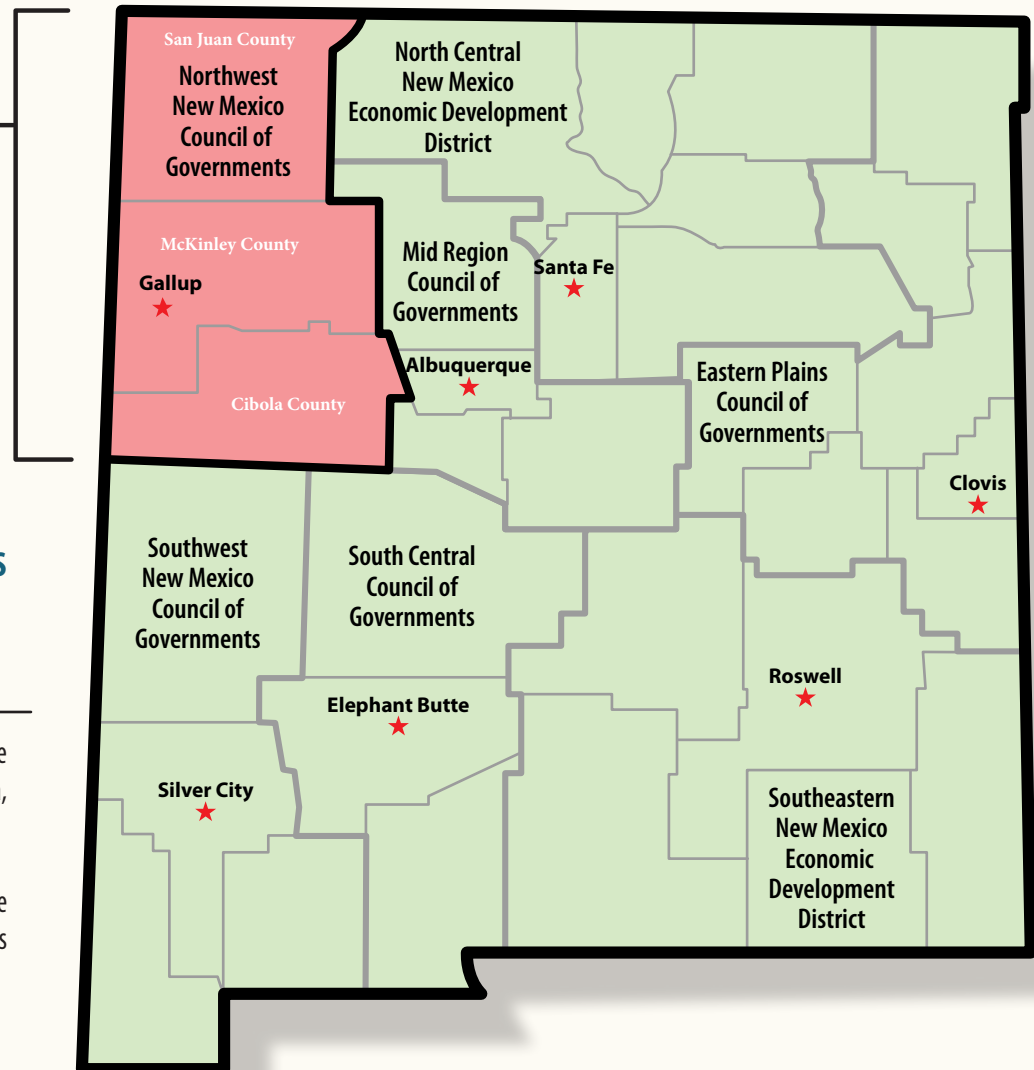 San Juan County
Northwest
New Mexico
Council of
Governments
North Central
New Mexico
Economic Development
District
McKinley County
Gallup
Mid Region
Council of
Governments
Santa Fe
Albuquerque
Cibola County
Eastern Plains
Council of
Governments
Clovis
s
Southwest
New Mexico
Council of
Governments
South Central
Council of
Governments
Roswell
Elephant Butte
e
,
Silver City
Southeastern
New Mexico
Economic
Development
District
e
s